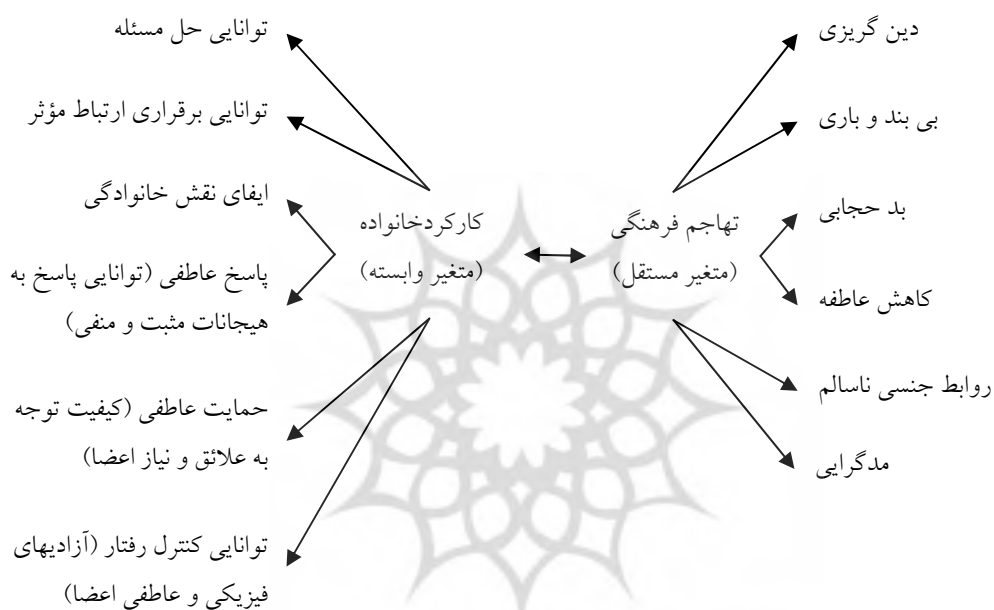 دین گریزی
بی بند و باری
بد حجابی
کاهش عاطفه
روابط جنسی ناسالم
مدگرایی
تهاجم فرهنگی
(متغیر مستقل)
کارکردخانواده
(متغیر وابسته)
توانایی حل مسئله
توانایی برقراری ارتباط مؤثر
ایفای نقش خانوادگی
پاسخ عاطفی (توانایی پاسخ به
هیجانات مثبت و منفی)
حمایت عاطفی (کیفیت توجه
به علائق و نیاز اعضا)
توانایی کنترل رفتار (آزادیهای
فیزیکی و عاطفی اعضا)